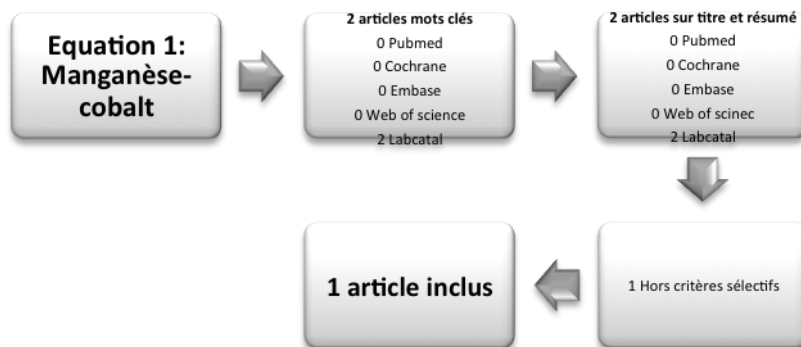 Equation 1:
Manganèse-
cobalt
2 articles mots clés
0 Pubmed
0 Cochrane
0 Embase
0 Web of science
2 Labcatal
2 articles sur titre et résumé
0 Pubmed
0 Cochrane
0 Embase
0 Web of scinec
2 Labcatal
1 Hors critères sélectifs
1 article inclus